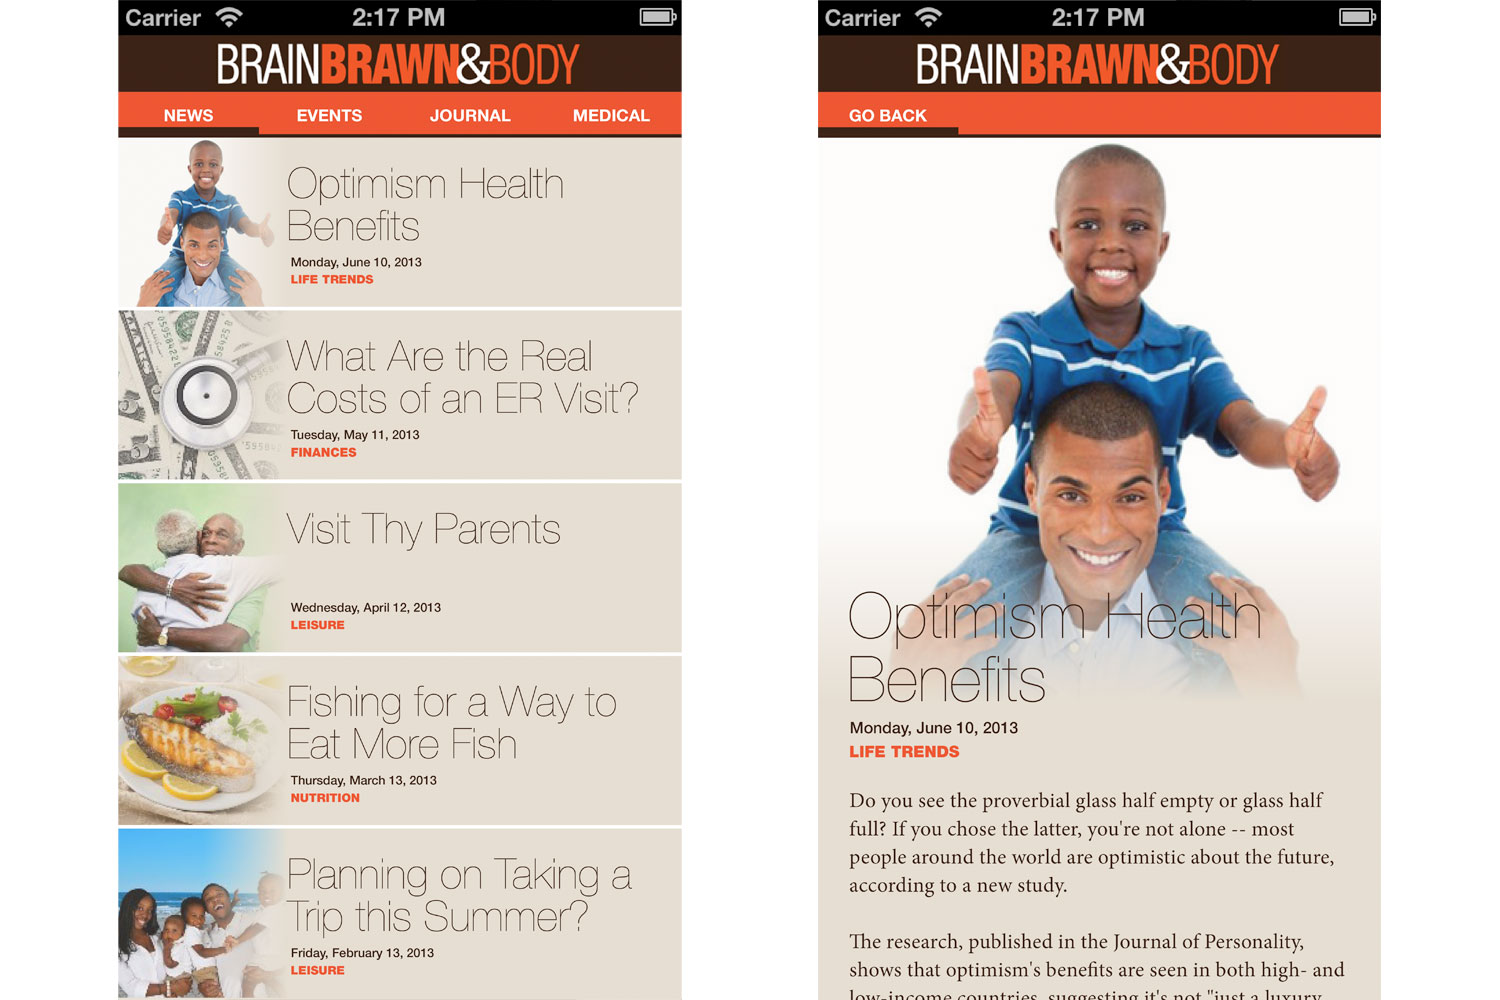 Carrier 2:17 PM
BRAINBRAWN&BODY
NEWS EVENTS JOURNAL MEDICAL
Optimism Health
Benefits
Monday, June 10, 2013
LIFE TRENDS
What Are the Real
Costs of an ER Visit?
Tuesday, May 11, 2013
FINANCES
Visit Thy Parents
Wednesday, April 12, 2013
LEISURE
Fishing for a Way to
Eat More Fish
Thursday, March 13, 2013
NUTRITION
Planning on Taking a
Trip this Summer?
Friday, February 13, 2013
LEISURE
Carrier 2:17 PM
BRAINBRAWN&BODY
GO BACK
Optimism Health
Benefits
Monday, June 10, 2013
LIFE TRENDS
Do you see the proverbial glass half empty or glass half
full? If you chose the latter, you're not alone -- most
people around the world are optimistic about the future,
according to a new study.
The research, published in the Journal of Personality,
shows that optimism's benefits are seen in both high- and
low-income countries, suggesting it's not "just a luxury